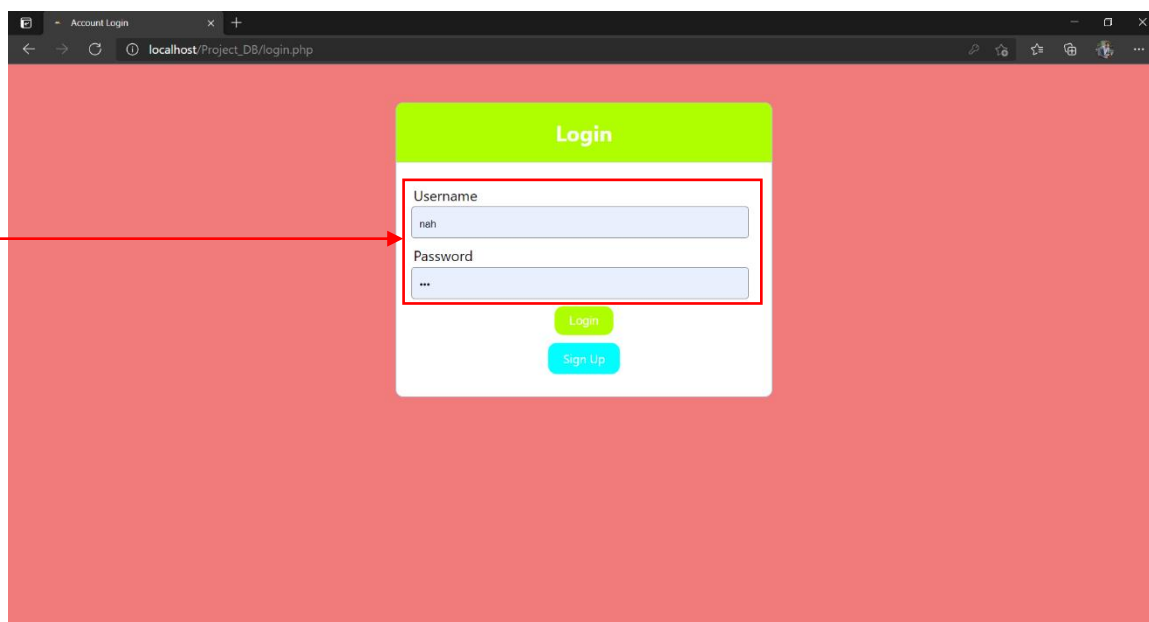 Account Login
localhost/Project_DB/login.php
Login
Username
nah
Password
•••
Login
Sign Up